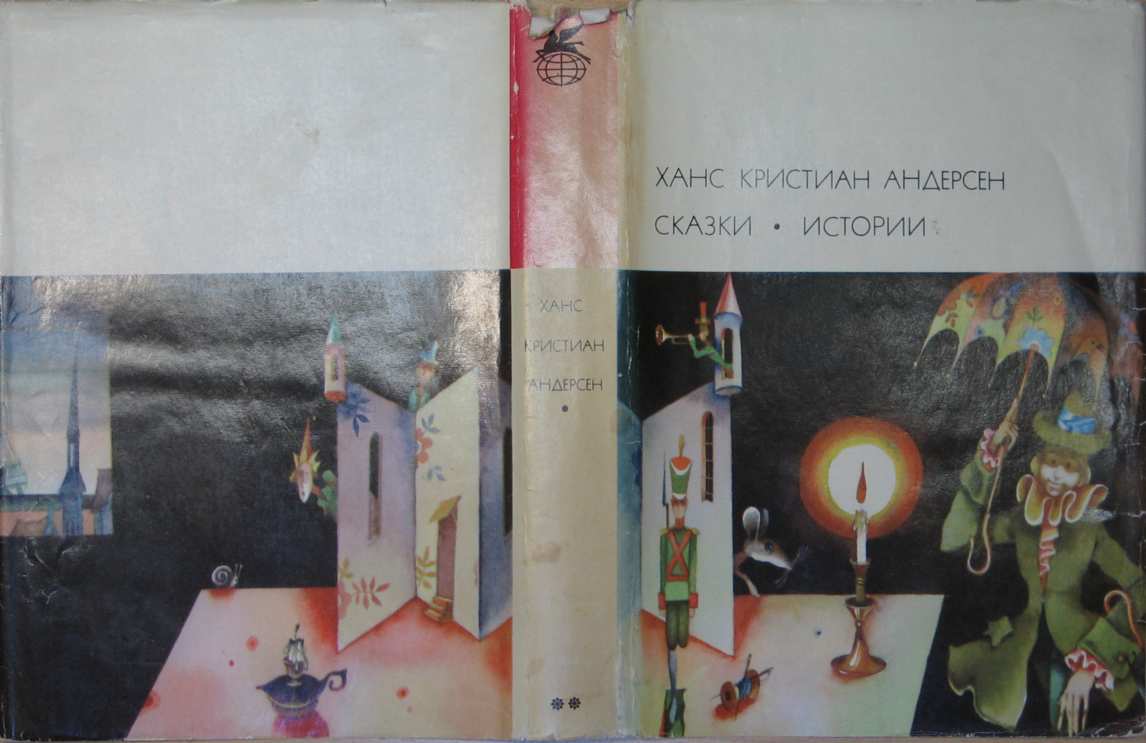 ХАНС КРИСТИАН АНДЕРСЕН
СКАЗКИ • ИСТОРИИ
ХАНС
КРИСТИАН
АНДЕРСЕН
•